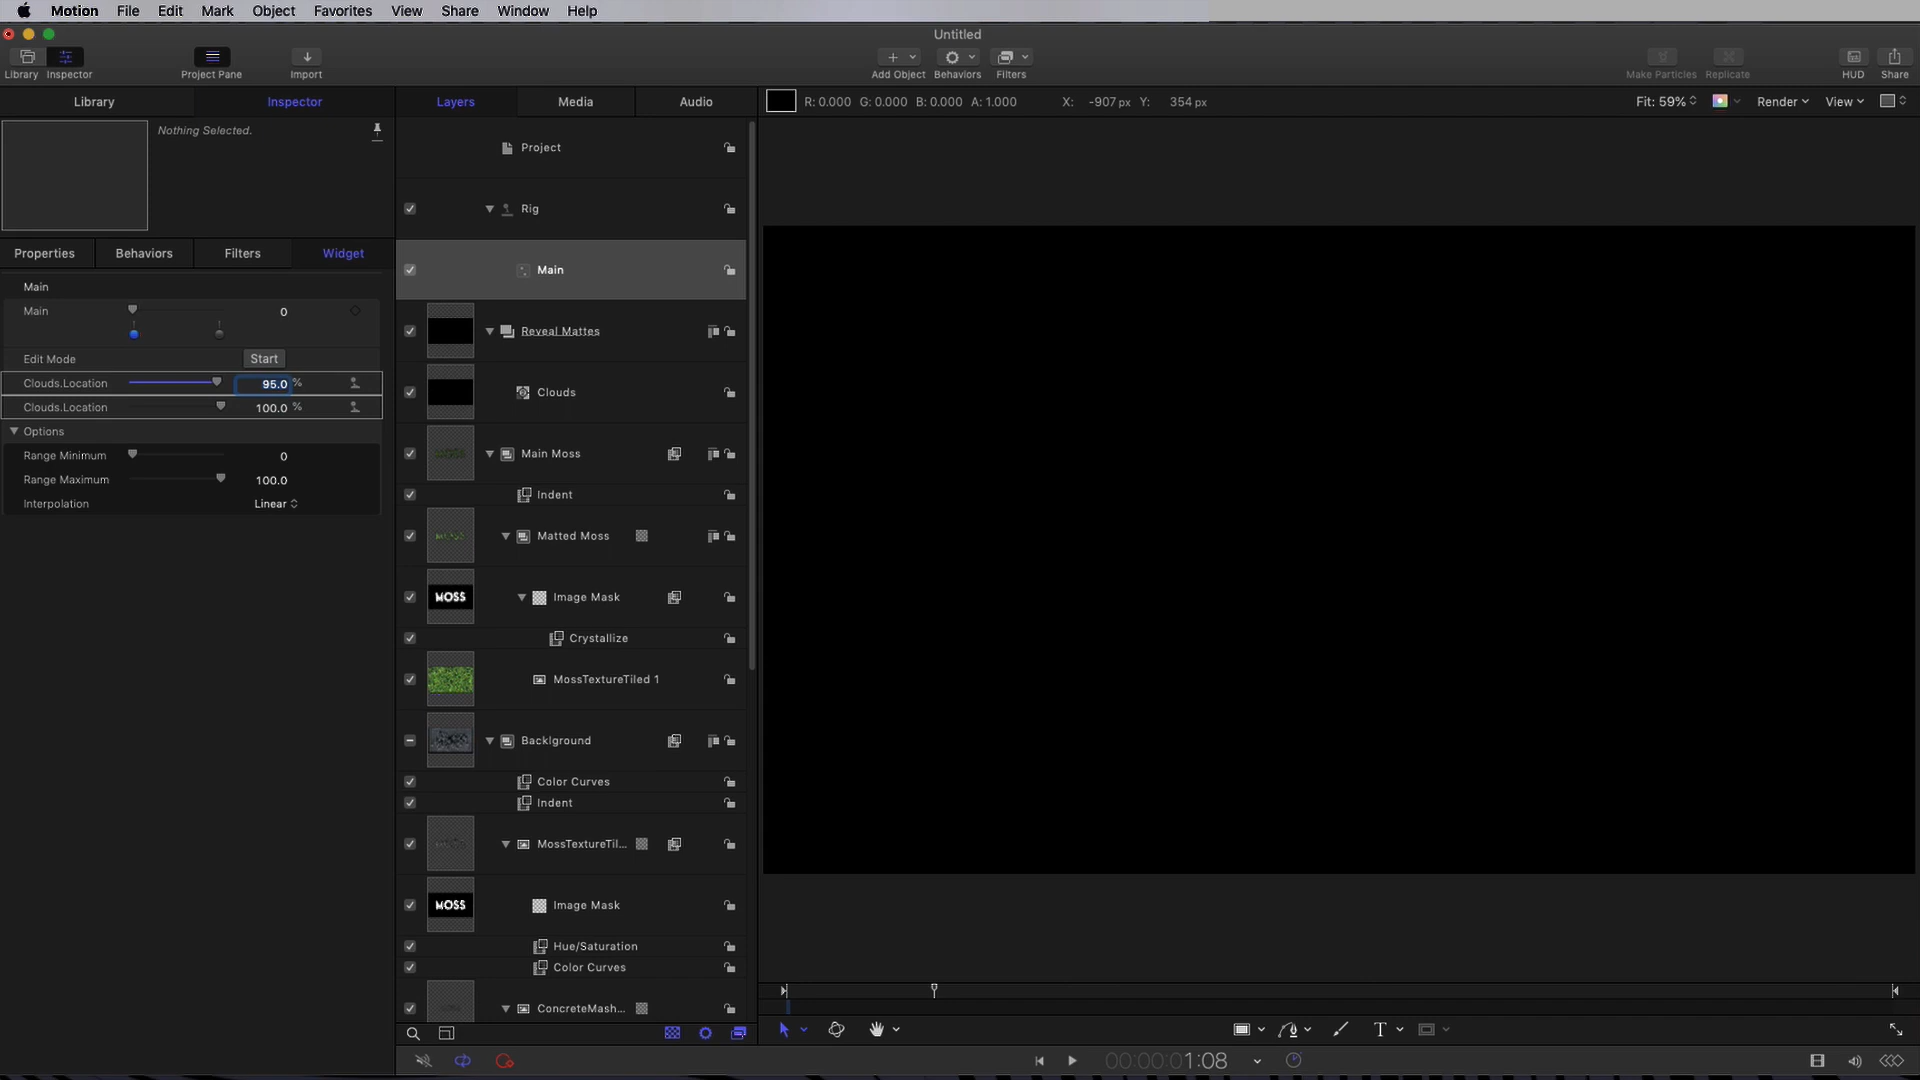 Motion File Edit Mark Object Favorites View Share Window Help
Untitled
Library Inspector Project Pane Import Add Object Behaviors Filters Make Particles Replicate HUD Share
Library Inspector Layers Media Audio R: 0.000 G: 0.000 B: 0.000 A: 1.000 X: -907 px Y: 354 px Fit: 59% Render View
Nothing Selected.
Properties Behaviors Filters Widget
Main
Main 0
Edit Mode Start
Clouds.Location 95.0 %
Clouds.Location 100.0 %
Options
Range Minimum 0
Range Maximum 100.0
Interpolation Linear
Project
Rig
Main
Reveal Mattes
Clouds
Main Moss
Indent
Matted Moss
MOSS Image Mask
Crystallize
MossTextureTiled 1
Backlground
Color Curves
Indent
MossTextureTil...
MOSS Image Mask
Hue/Saturation
Color Curves
ConcreteMash...
T
00:00:01:08